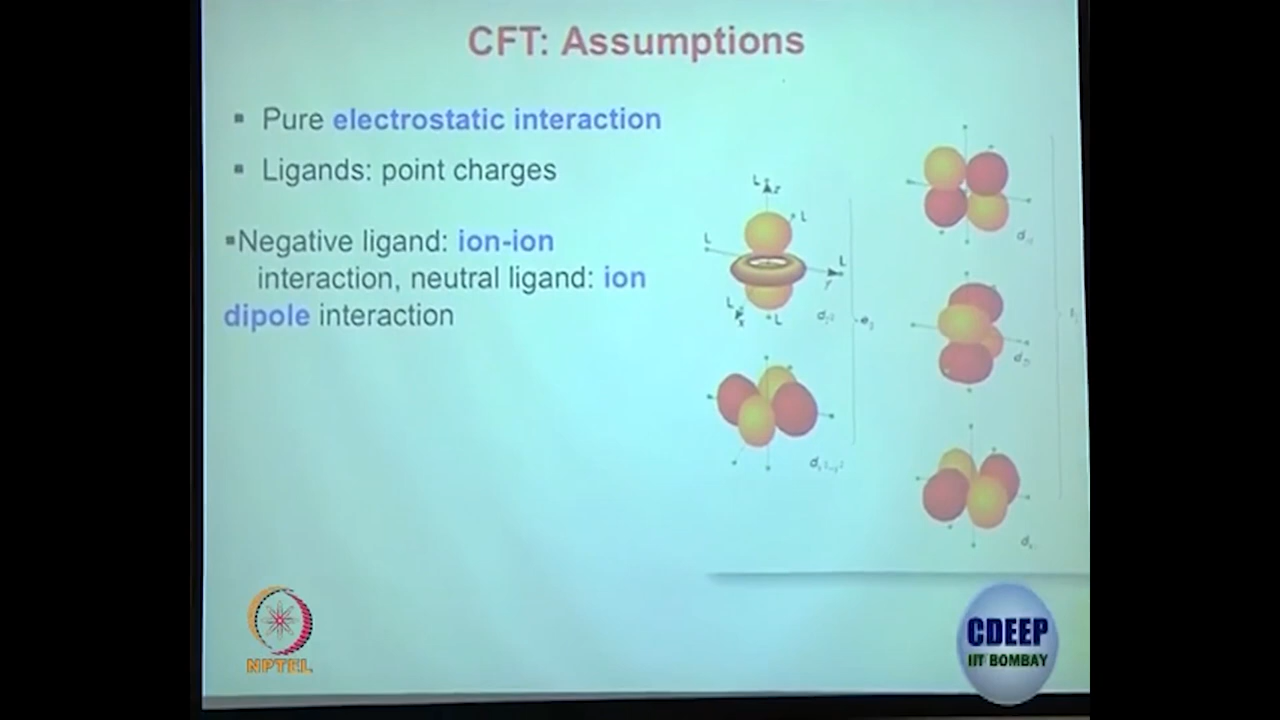 CFT: Assumptions
▪ Pure electrostatic interaction
▪ Ligands: point charges
▪Negative ligand: ion-ion
interaction, neutral ligand: ion
dipole interaction
L
z
L
L
L
y
L
x
L
NPTEL
CDEEP
IIT BOMBAY